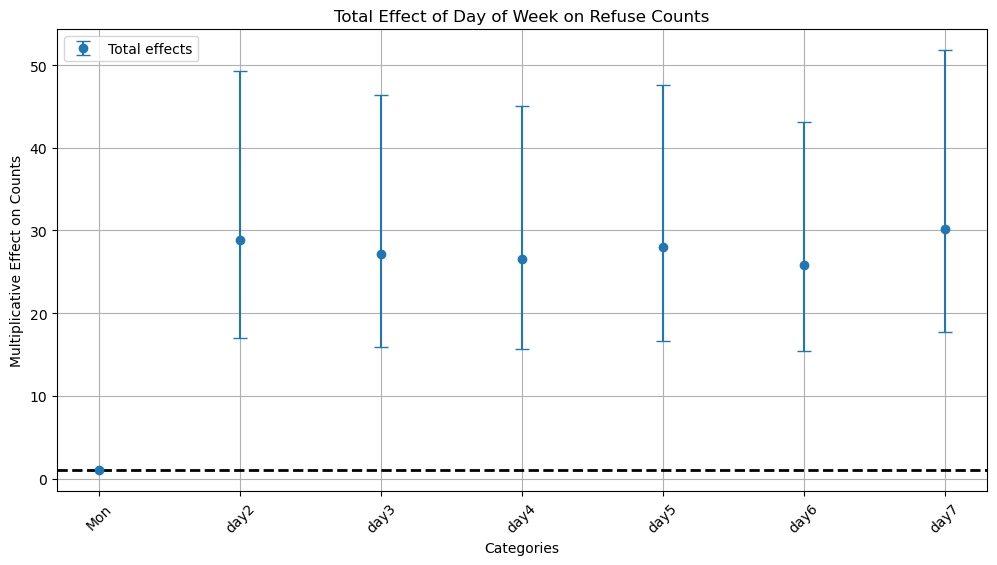 Total Effect of Day of Week on Refuse Counts
Total effects
Multiplicative Effect on Counts
50
40
30
20
10
0
Mon
day2
day3
day4
day5
day6
day7
Categories